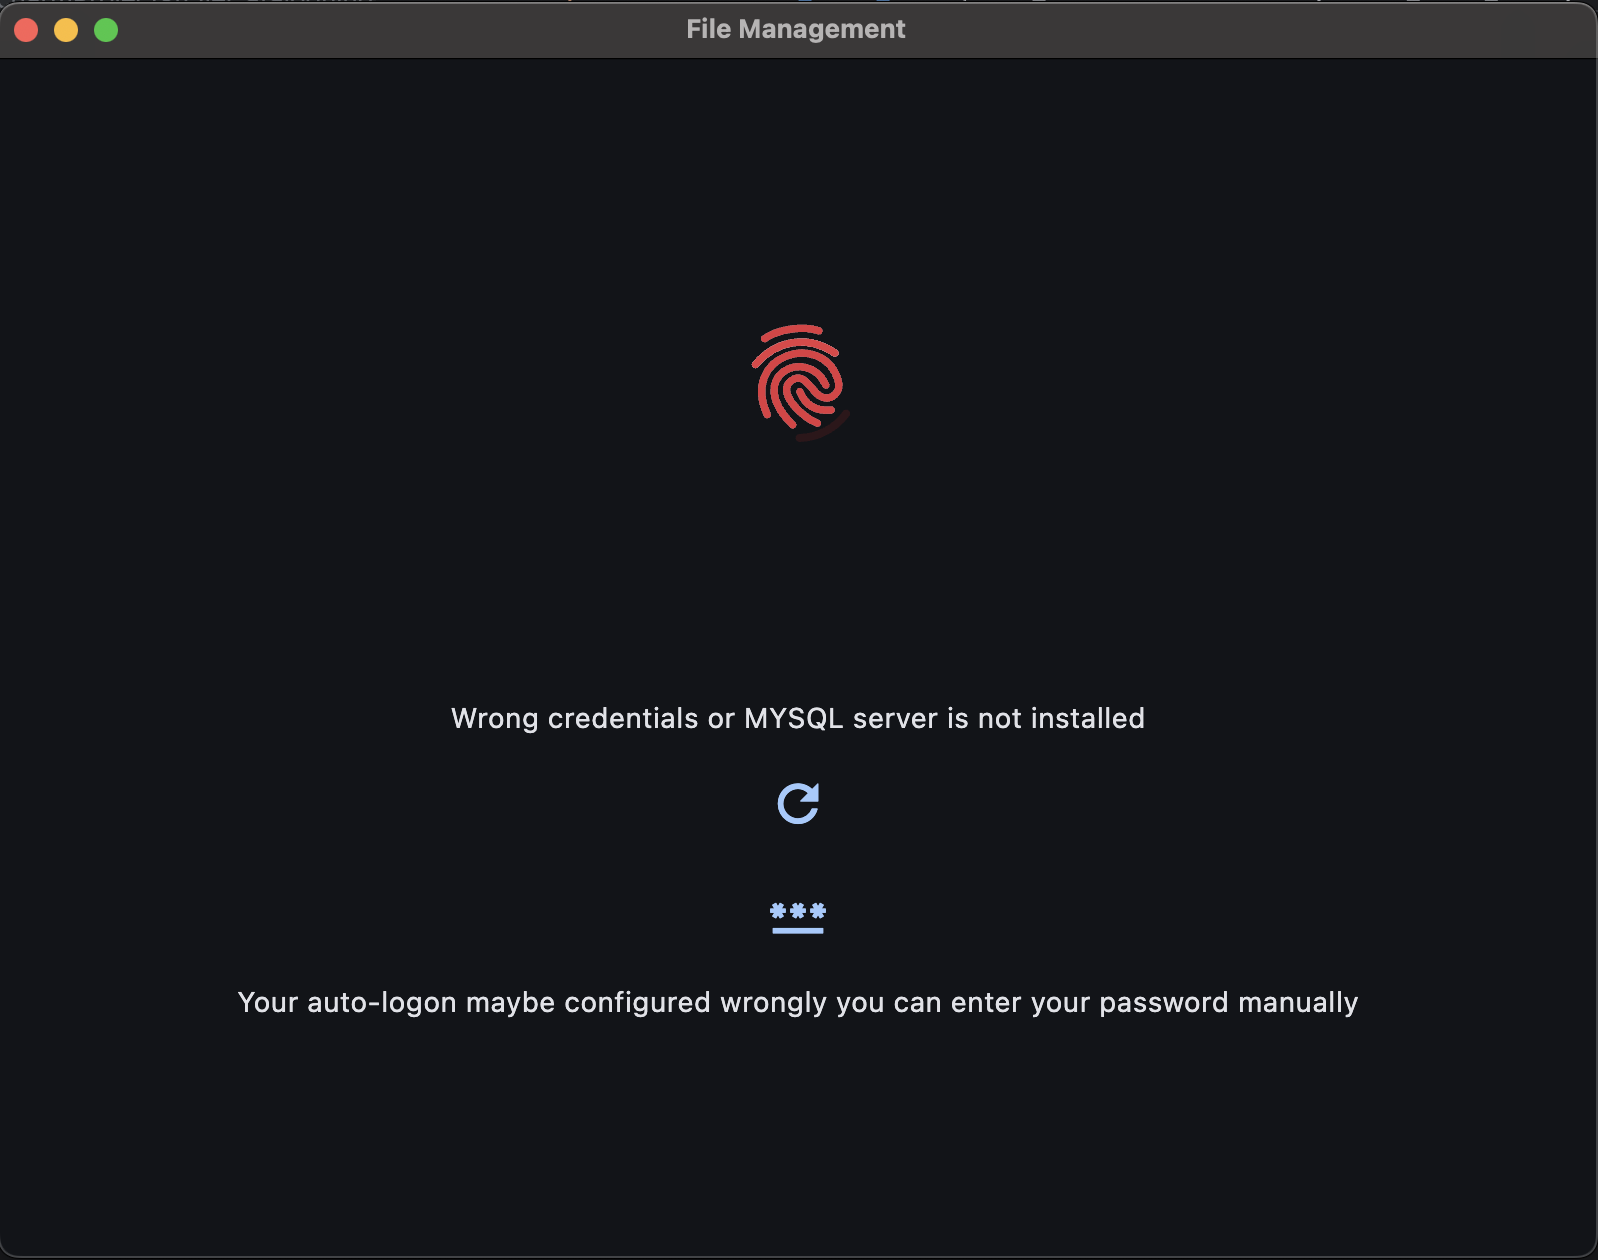 File Management
Wrong credentials or MYSQL server is not installed
***
Your auto-logon maybe configured wrongly you can enter your password manually